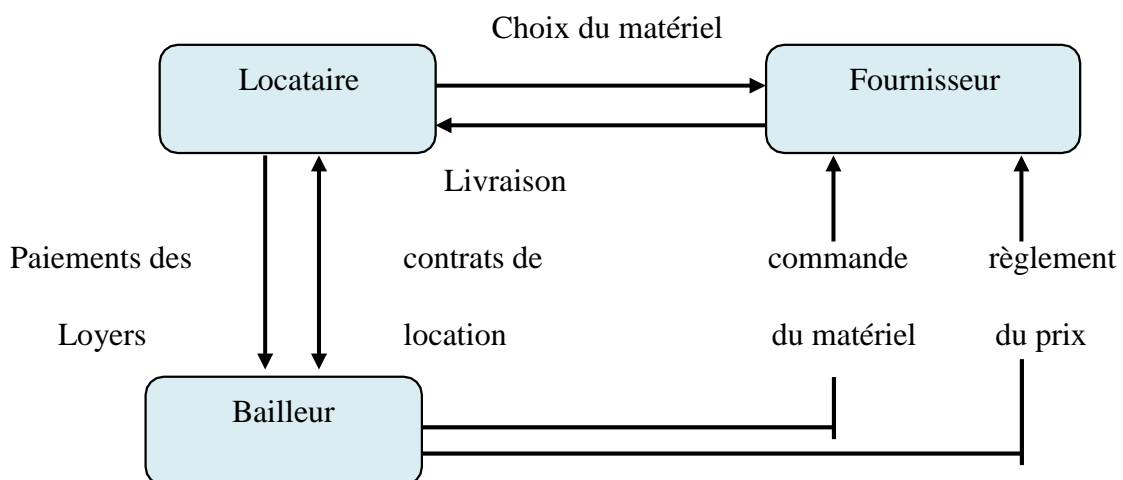 Choix du matériel
Locataire
Fournisseur
Livraison
Paiements des
Loyers
contrats de
location
commande
du matériel
règlement
du prix
Bailleur